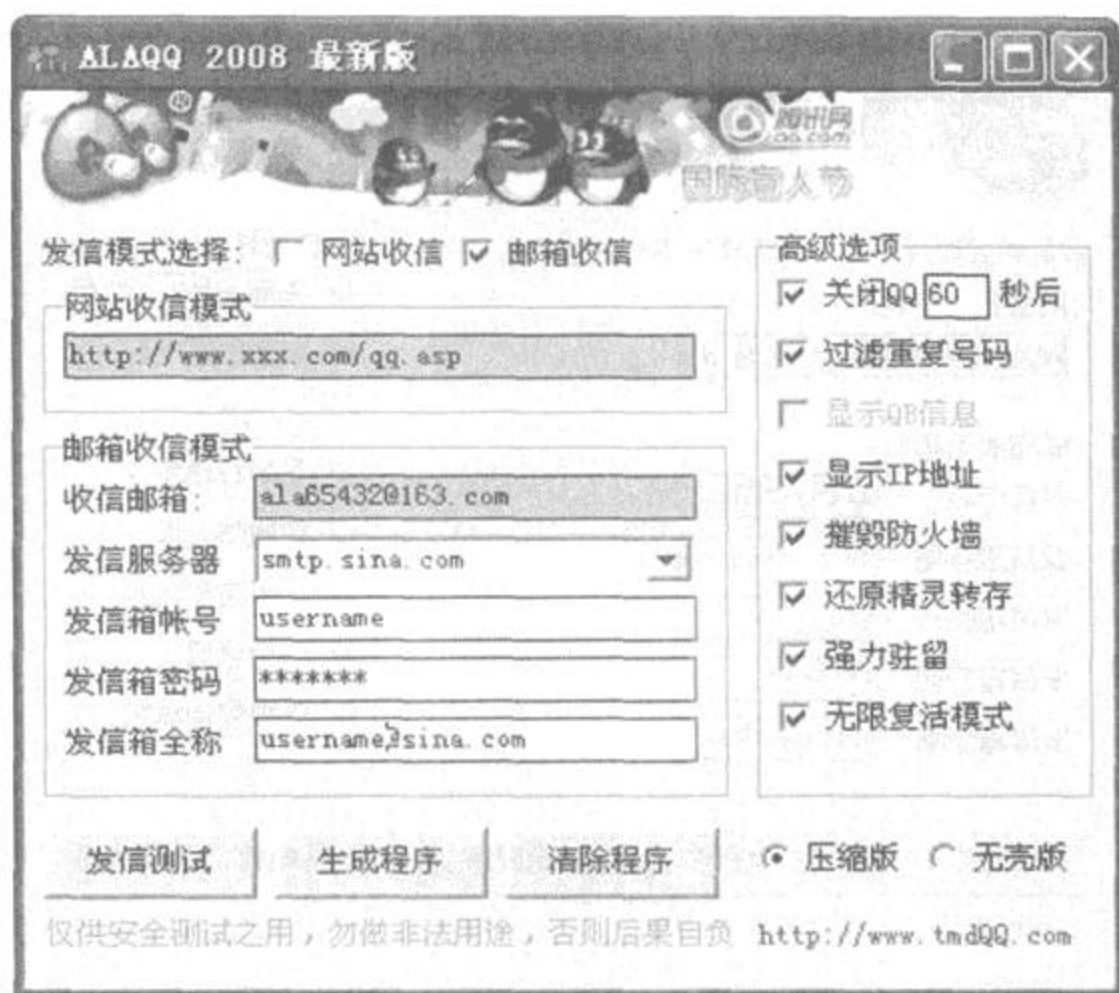 ALAQQ 2008 最新版
腾讯网
QQ.com
发信模式选择: 网站收信 邮箱收信
网站收信模式
http://www.xxx.com/qq.asp
邮箱收信模式
收信邮箱: ala65432@163.com
发信服务器 smtp.sina.com
发信箱帐号 username
发信箱密码 *******
发信箱全称 username@sina.com
高级选项
关闭QQ 60 秒后
过滤重复号码
显示QB信息
显示IP地址
摧毁防火墙
还原精灵转存
强力驻留
无限复活模式
发信测试 生成程序 清除程序 压缩版 无亮版
仅供安全测试之用,勿做非法用途,否则后果自负 http://www.tmdQQ.com